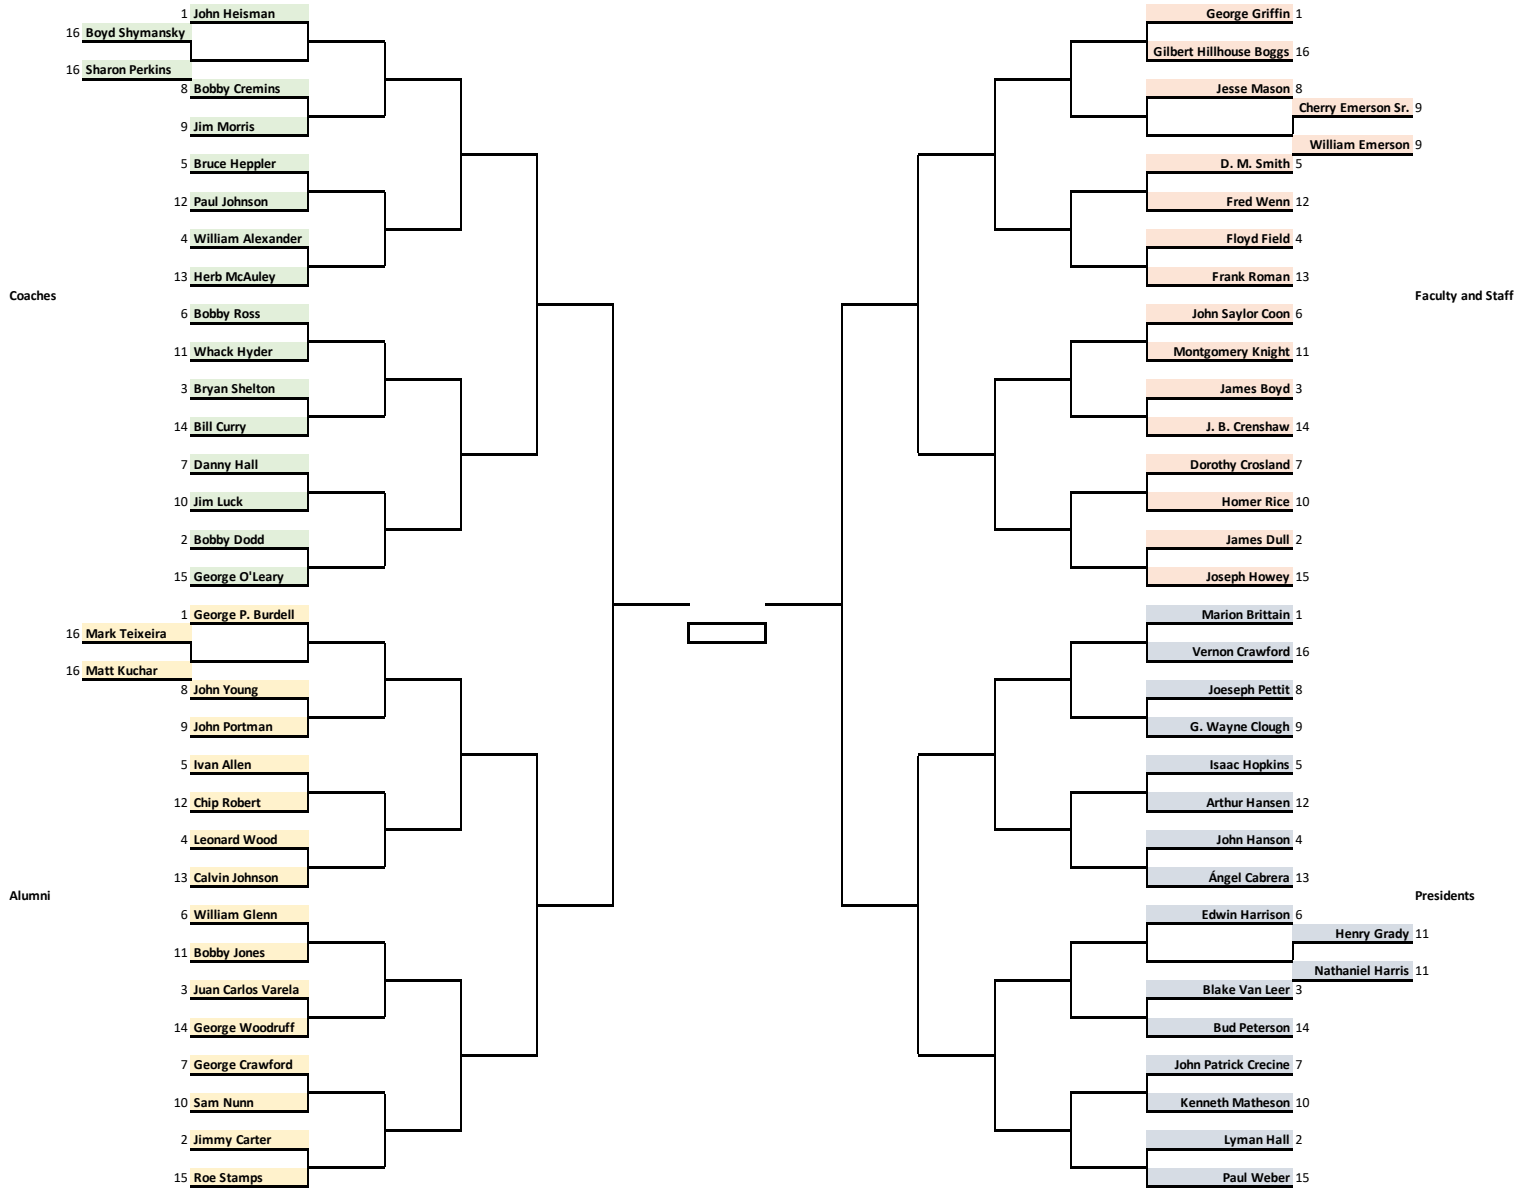 1 John Heisman
16 Boyd Shymansky
16 Sharon Perkins
8 Bobby Cremins
9 Jim Morris
5 Bruce Heppler
12 Paul Johnson
4 William Alexander
13 Herb McAuley
Coaches
6 Bobby Ross
11 Whack Hyder
3 Bryan Shelton
14 Bill Curry
7 Danny Hall
10 Jim Luck
2 Bobby Dodd
15 George O'Leary
1 George P. Burdell
16 Mark Teixeira
16 Matt Kuchar
8 John Young
9 John Portman
5 Ivan Allen
12 Chip Robert
4 Leonard Wood
13 Calvin Johnson
Alumni
6 William Glenn
11 Bobby Jones
3 Juan Carlos Varela
14 George Woodruff
7 George Crawford
10 Sam Nunn
2 Jimmy Carter
15 Roe Stamps
George Griffin 1
Gilbert Hillhouse Boggs 16
Jesse Mason 8
Cherry Emerson Sr. 9
William Emerson 9
D. M. Smith 5
Fred Wenn 12
Floyd Field 4
Frank Roman 13
Faculty and Staff
John Saylor Coon 6
Montgomery Knight 11
James Boyd 3
J. B. Crenshaw 14
Dorothy Crosland 7
Homer Rice 10
James Dull 2
Joseph Howey 15
Marion Brittain 1
Vernon Crawford 16
Joeseph Pettit 8
G. Wayne Clough 9
Isaac Hopkins 5
Arthur Hansen 12
John Hanson 4
Ángel Cabrera 13
Presidents
Edwin Harrison 6
Henry Grady 11
Nathaniel Harris 11
Blake Van Leer 3
Bud Peterson 14
John Patrick Crecine 7
Kenneth Matheson 10
Lyman Hall 2
Paul Weber 15